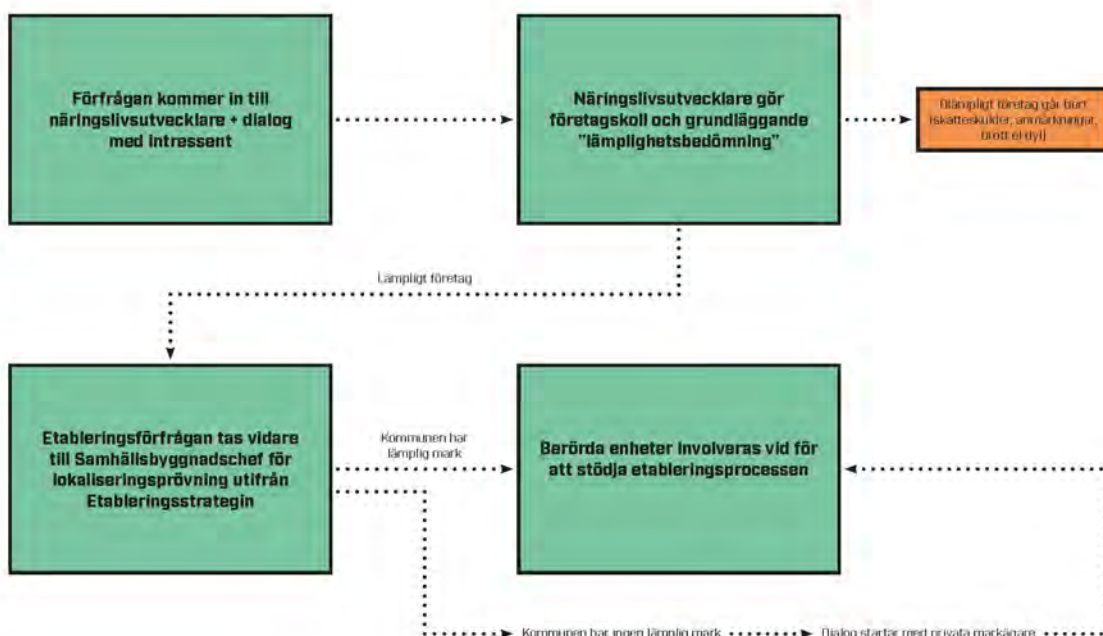 Förfrågan kommer in till
näringslivsutvecklare + dialog
med intressent
Näringslivsutvecklare gör
företagskoll och grundläggande
"lämplighetsbedömning"
Olämpligt företag går bort
(skatteskulder, anmärkningar,
brott el dyl)
Lämpligt företag
Etableringsförfrågan tas vidare
till Samhällsbyggnadschef för
lokaliseringsprövning utifrån
Etableringsstrategin
Kommunen har
lämplig mark
Berörda enheter involveras vid för
att stödja etableringsprocessen
Kommunen har ingen lämplig mark
Dialog startar med privata markägare